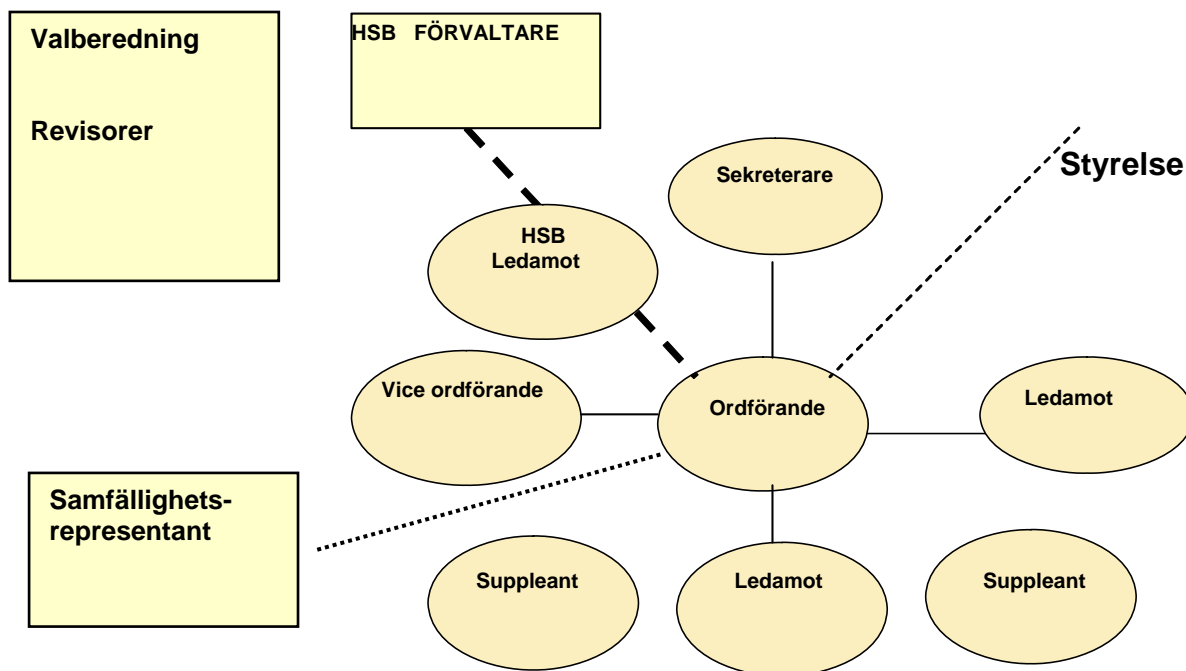 Valberedning
Revisorer
HSB FÖRVALTARE
Sekreterare
Styrelse
HSB
Ledamot
Vice ordförande
Ordförande
Ledamot
Samfällighets-
representant
Suppleant
Ledamot
Suppleant